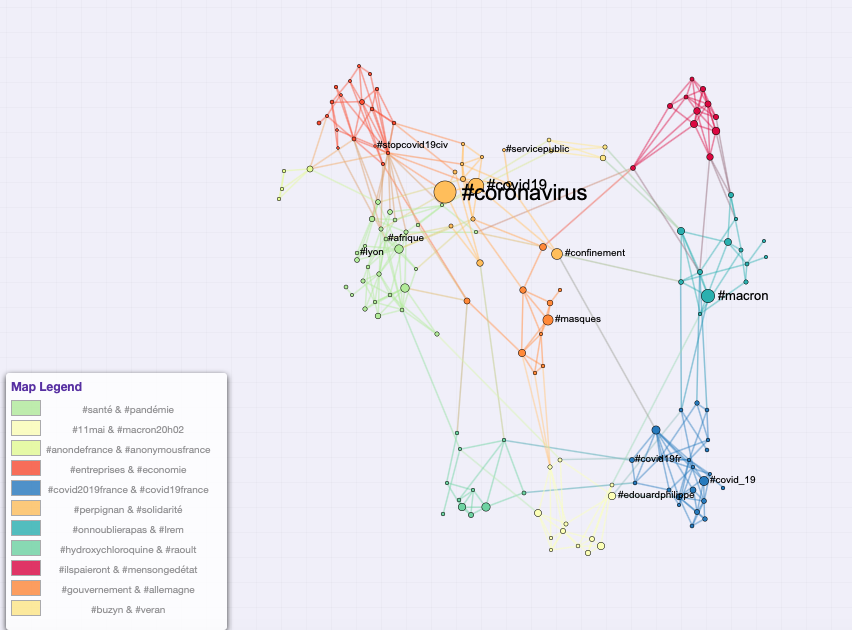 #stopcovid19civ
#servicepublic
#covid19
#coronavirus
#afrique
#lyon
#confinement
#macron
#masques
#covid19fr
#covid_19
#edouardphilippe
Map Legend
#santé & #pandémie
#11mai & #macron20h02
#anondefrance & #anonymousfrance
#entreprises & #economie
#covid2019france & #covid19france
#perpignan & #solidarité
#onnoublierapas & #lrem
#hydroxychloroquine & #raoult
#ilspaieront & #mensongedétat
#gouvernement & #allemagne
#buzyn & #veran